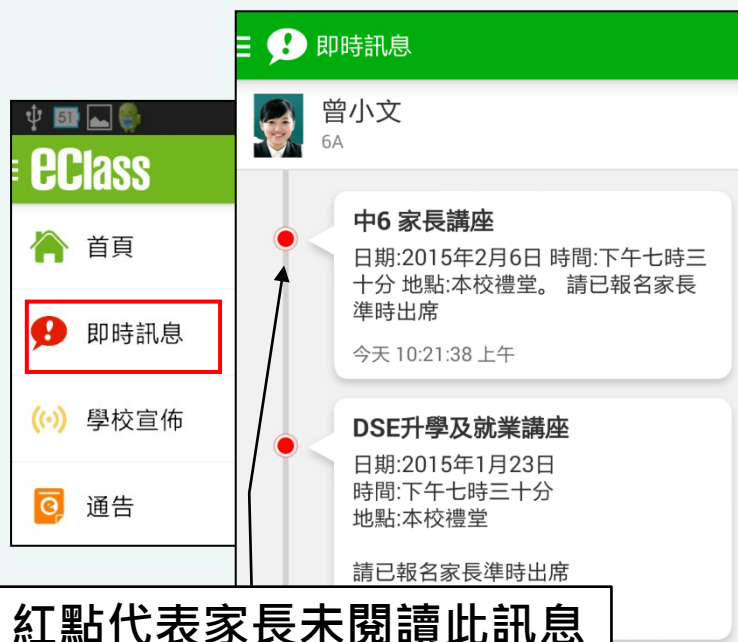 51
eClass
首頁
即時訊息
學校宣佈
通告
即時訊息
曾小文
6A
中6 家長講座
日期:2015年2月6日 時間:下午七時三
十分 地點:本校禮堂。 請已報名家長
準時出席
今天 10:21:38 上午
DSE升學及就業講座
日期:2015年1月23日
時間:下午七時三十分
地點:本校禮堂
請已報名家長準時出席
紅點代表家長未閱讀此訊息